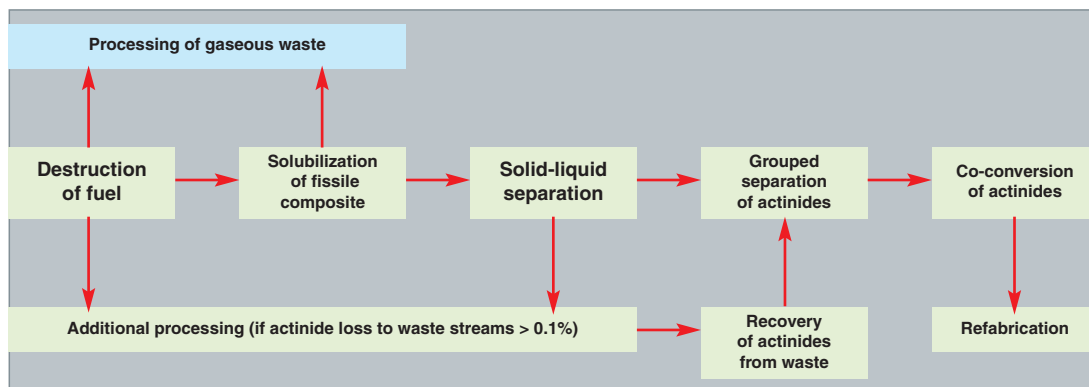 Processing of gaseous waste
Destruction
of fuel
Solubilization
of fissile
composite
Solid-liquid
separation
Grouped
separation
of actinides
Co-conversion
of actinides
Additional processing (if actinide loss to waste streams > 0.1%)
Recovery
of actinides
from waste
Refabrication